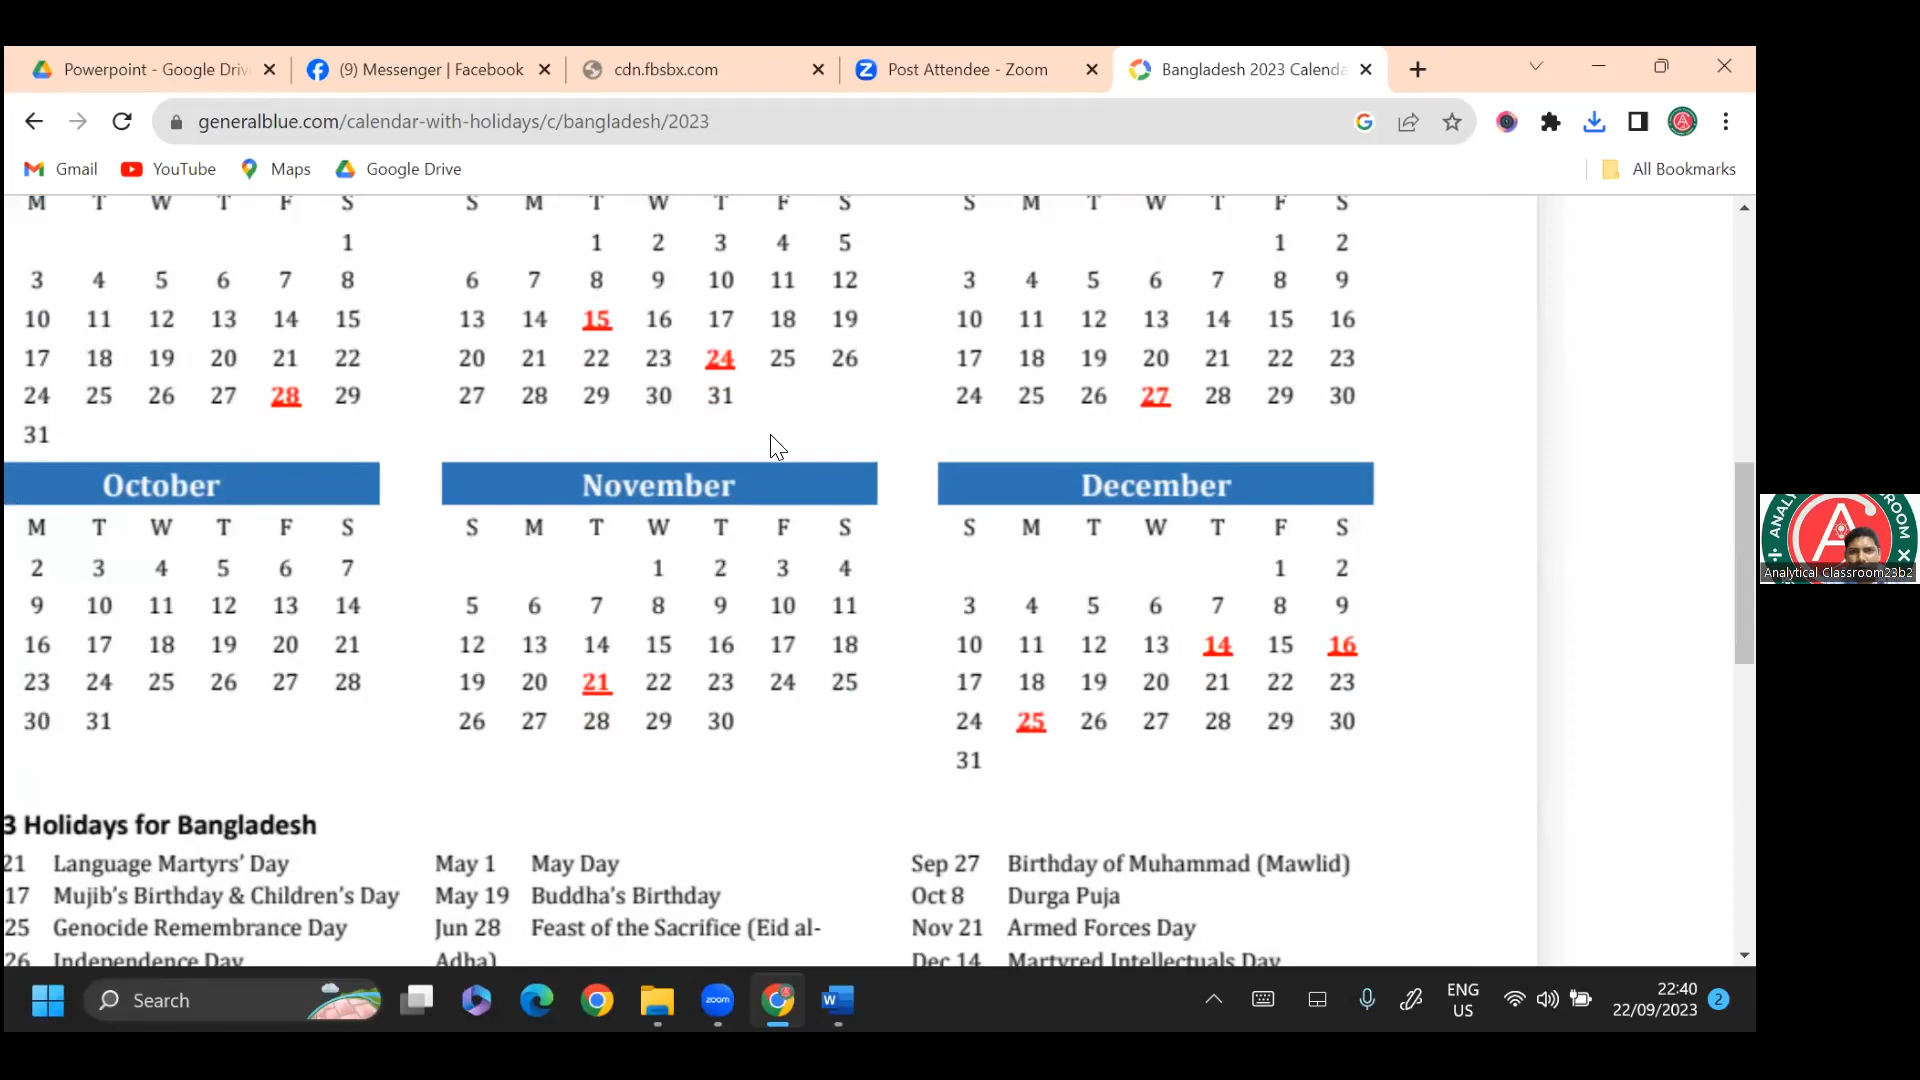 Powerpoint - Google Driv
(9) Messenger | Facebook
cdn.fbsbx.com
Post Attendee - Zoom
Bangladesh 2023 Calenda
generalblue.com/calendar-with-holidays/c/bangladesh/2023
Gmail
YouTube
Maps
Google Drive
All Bookmarks
M T W T F S
1
3 4 5 6 7 8
10 11 12 13 14 15
17 18 19 20 21 22
24 25 26 27 28 29
31
S M T W T F S
1 2 3 4 5
6 7 8 9 10 11 12
13 14 15 16 17 18 19
20 21 22 23 24 25 26
27 28 29 30 31
S M T W T F S
1 2
3 4 5 6 7 8 9
10 11 12 13 14 15 16
17 18 19 20 21 22 23
24 25 26 27 28 29 30
October
M T W T F S
2 3 4 5 6 7
9 10 11 12 13 14
16 17 18 19 20 21
23 24 25 26 27 28
30 31
November
S M T W T F S
1 2 3 4
5 6 7 8 9 10 11
12 13 14 15 16 17 18
19 20 21 22 23 24 25
26 27 28 29 30
December
S M T W T F S
1 2
3 4 5 6 7 8 9
10 11 12 13 14 15 16
17 18 19 20 21 22 23
24 25 26 27 28 29 30
31
3 Holidays for Bangladesh
21 Language Martyrs' Day
17 Mujib's Birthday & Children's Day
25 Genocide Remembrance Day
26 Independence Day
May 1 May Day
May 19 Buddha's Birthday
Jun 28 Feast of the Sacrifice (Eid al-
Adha)
Sep 27 Birthday of Muhammad (Mawlid)
Oct 8 Durga Puja
Nov 21 Armed Forces Day
Dec 14 Martyred Intellectuals Day
Analytical Classroom23b2
Search
zoom
ENG
US
22:40
22/09/2023
2